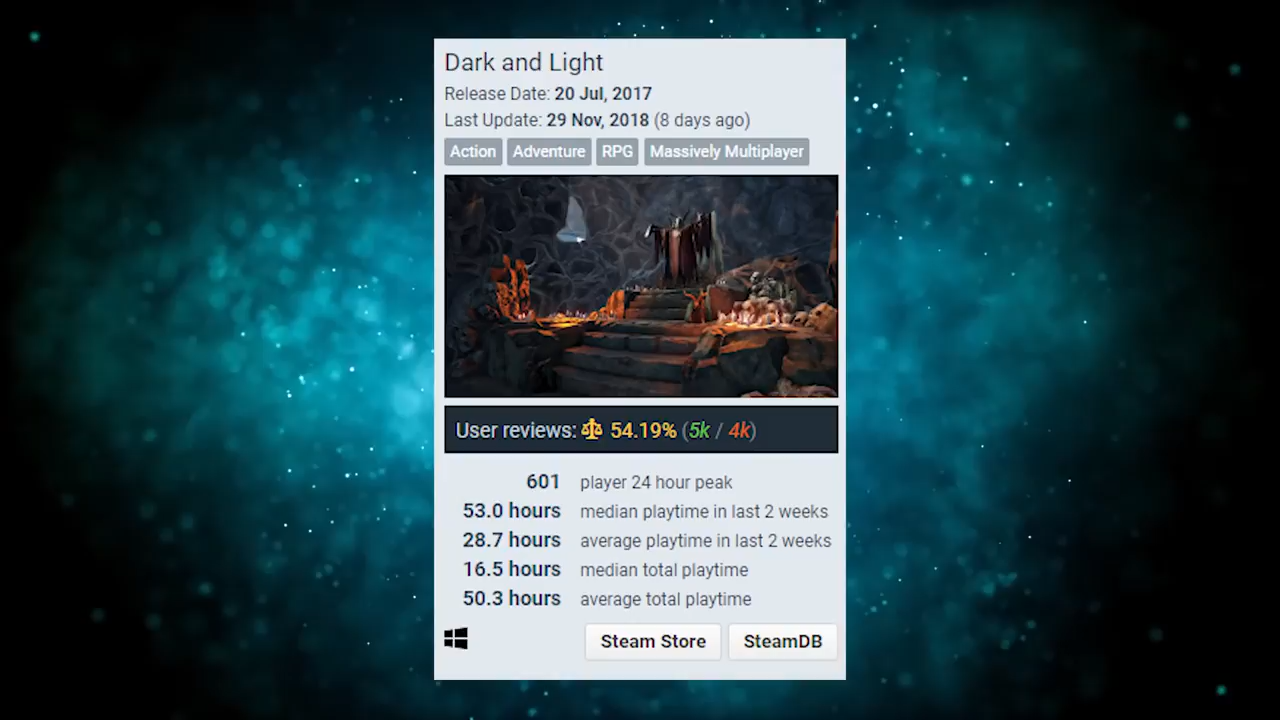 Dark and Light
Release Date: 20 Jul, 2017
Last Update: 29 Nov, 2018 (8 days ago)
Action Adventure RPG Massively Multiplayer
User reviews: 54.19% (5k / 4k)
601 player 24 hour peak
53.0 hours median playtime in last 2 weeks
28.7 hours average playtime in last 2 weeks
16.5 hours median total playtime
50.3 hours average total playtime
Steam Store SteamDB